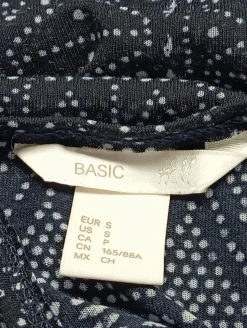 BASIC
H&M
EUR S
US S
CA P
CN 165/88A
MX CH